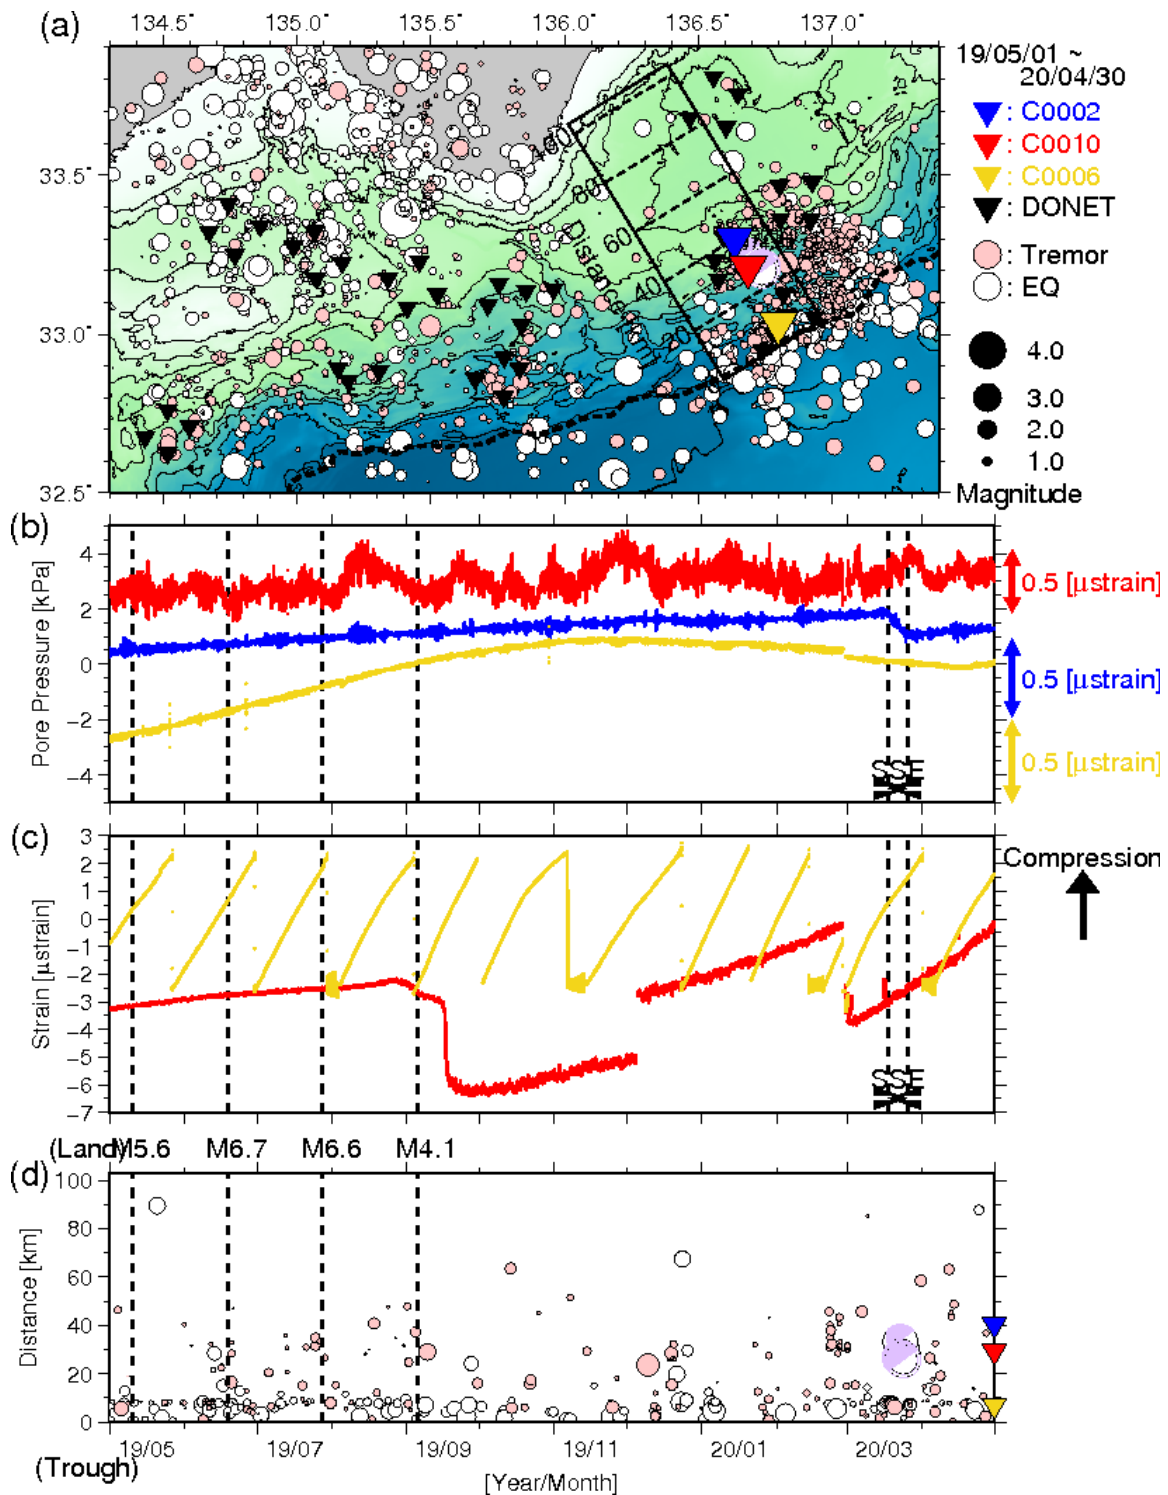 (a)
134.5° 135.0° 135.5° 136.0° 136.5° 137.0°
33.5°
33.0°
32.5°
100
80
60
40
20
19/05/01 ~
20/04/30
: C0002
: C0010
: C0006
: DONET
: Tremor
: EQ
4.0
3.0
2.0
1.0
Magnitude
(b)
Pore Pressure [kPa]
4
2
0
−2
−4
SSE
0.5 [μstrain]
0.5 [μstrain]
0.5 [μstrain]
(c)
Strain [μstrain]
3
2
1
0
−1
−2
−3
−4
−5
−6
−7
SSE
Compression
(Land)
M5.6 M6.7 M6.6 M4.1
(d)
Distance [km]
100
80
60
40
20
0
19/05 19/07 19/09 19/11 20/01 20/03
(Trough)
[Year/Month]